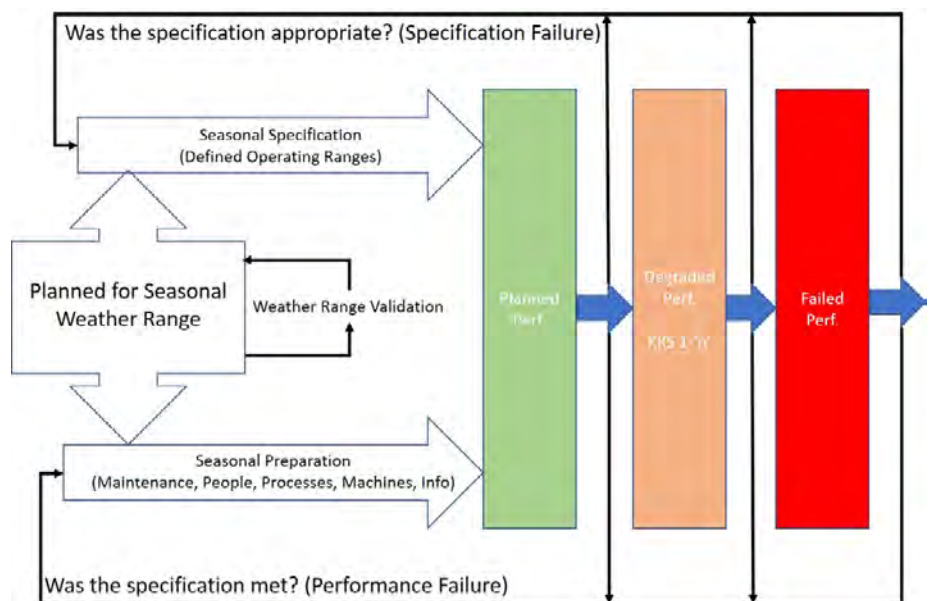 Was the specification appropriate? (Specification Failure)
Seasonal Specification
(Defined Operating Ranges)
Planned for Seasonal
Weather Range
Weather Range Validation
Planned
Perf.
Degraded
Perf.
KRS 1-'n'
Failed
Perf.
Seasonal Preparation
(Maintenance, People, Processes, Machines, Info)
Was the specification met? (Performance Failure)